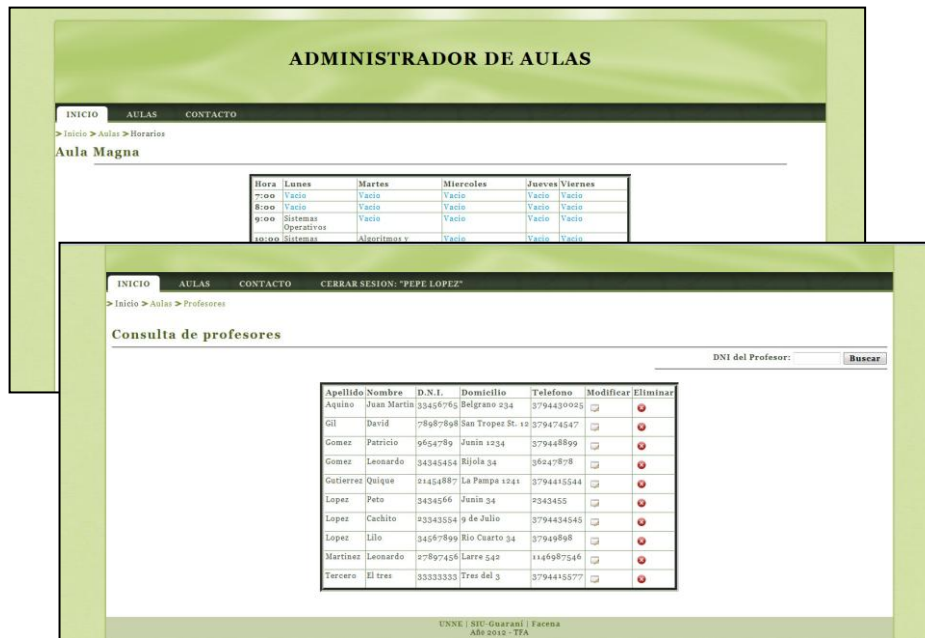 ADMINISTRADOR DE AULAS
INICIO AULAS CONTACTO
> Inicio > Aulas > Horarios
Aula Magna
Hora Lunes Martes Miercoles Jueves Viernes
7:00 Vacio Vacio Vacio Vacio Vacio
8:00 Vacio Vacio Vacio Vacio Vacio
9:00 Sistemas Operativos Vacio Vacio Vacio Vacio
10:00 Sistemas Algoritmos y Vacio Vacio Vacio
INICIO AULAS CONTACTO CERRAR SESION: "PEPE LOPEZ"
> Inicio > Aulas > Profesores
Consulta de profesores
DNI del Profesor: Buscar
Apellido Nombre D.N.I. Domicilio Telefono Modificar Eliminar
Aquino Juan Martin 33456765 Belgrano 234 3794430025
Gil David 78987898 San Tropez St. 12 379474547
Gomez Patricio 9654789 Junin 1234 379448899
Gomez Leonardo 34345454 Rijola 34 36247878
Gutierrez Quique 21454887 La Pampa 1241 3794415544
Lopez Peto 3434566 Junin 34 2343455
Lopez Cachito 23343554 9 de Julio 3794434545
Lopez Lilo 34567899 Rio Cuarto 34 37949898
Martinez Leonardo 27897456 Larre 542 1146987546
Tercero El tres 33333333 Tres del 3 3794415577
UNNE | SIU-Guaraní | Facena
Año 2012 - TFA